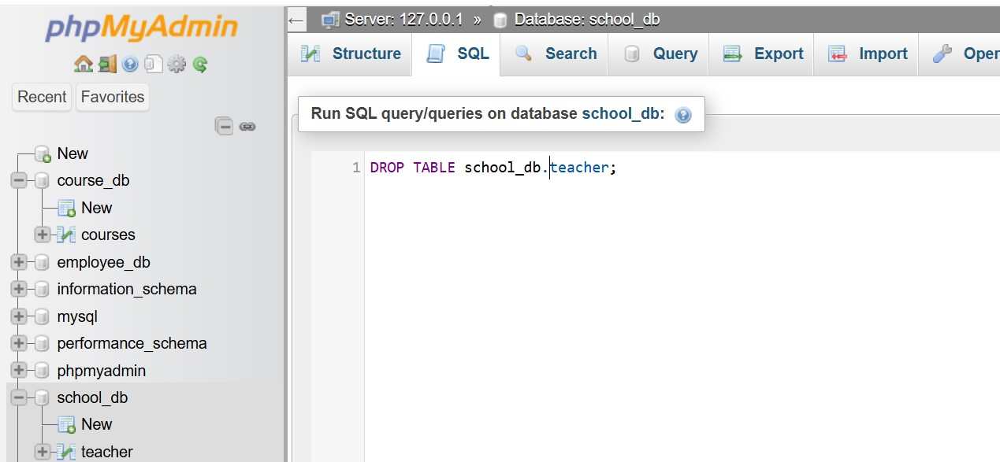 phpMyAdmin
Recent Favorites
New
course_db
New
courses
employee_db
information_schema
mysql
performance_schema
phpmyadmin
school_db
New
teacher
← Server: 127.0.0.1 » Database: school_db
Structure SQL Search Query Export Import Oper
Run SQL query/queries on database school_db:
1 DROP TABLE school_db.teacher;